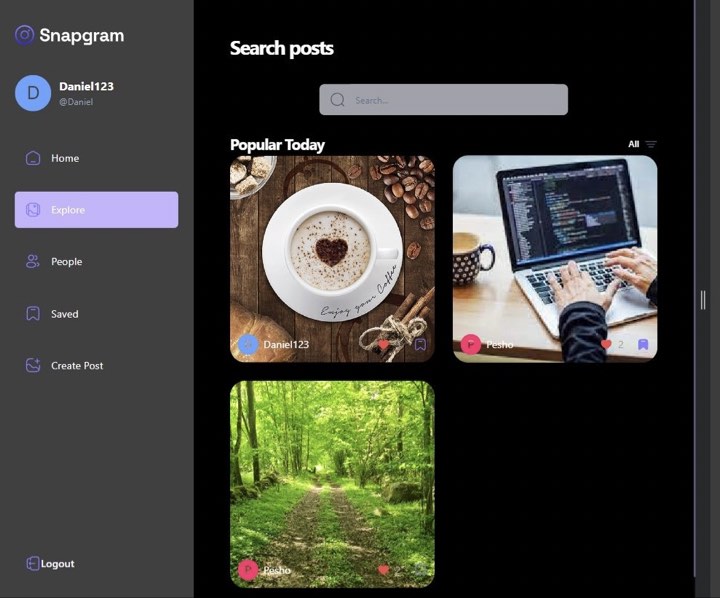 Snapgram
D
Daniel123
@Daniel
Home
Explore
People
Saved
Create Post
Logout
Search posts
Search...
Popular Today
All
Enjoy your Coffee
Daniel123
P
Pesho
2
P
Pesho